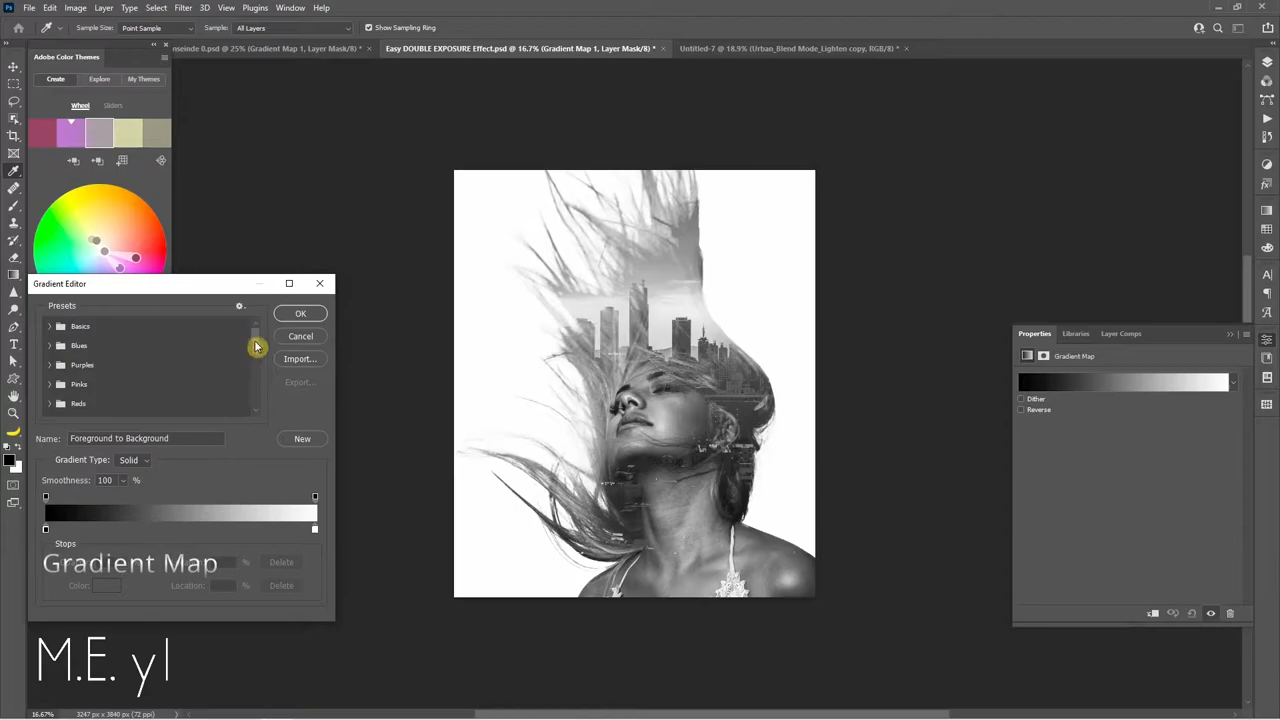 File Edit Image Layer Type Select Filter 3D View Plugins Window Help
Sample Size: Point Sample Sample: All Layers Show Sampling Ring
nseinde 0.psd @ 25% (Gradient Map 1, Layer Mask/8) * × Easy DOUBLE EXPOSURE Effect.psd @ 16.7% (Gradient Map 1, Layer Mask/8) * × Untitled-7 @ 18.9% (Urban_Blend Mode_Lighten copy, RGB/8) * ×
Adobe Color Themes
Create Explore My Themes
Wheel Sliders
Gradient Editor
Presets
Basics
Blues
Purples
Pinks
Reds
OK
Cancel
Import...
Export...
Name: Foreground to Background
New
Gradient Type: Solid
Smoothness: 100 %
Stops
Gradient Map
% Delete
Color: Location: % Delete
M.E. y
Properties Libraries Layer Comps
Gradient Map
Dither
Reverse
16.67% 3247 px x 3840 px (72 ppi)